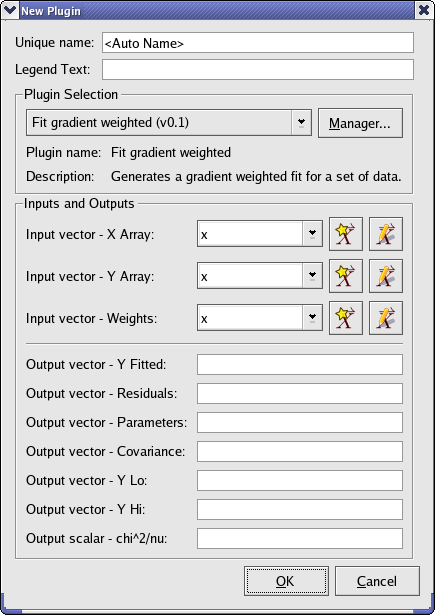 New Plugin
Unique name: <Auto Name>
Legend Text:
Plugin Selection
Fit gradient weighted (v0.1) Manager...
Plugin name: Fit gradient weighted
Description: Generates a gradient weighted fit for a set of data.
Inputs and Outputs
Input vector - X Array: x
Input vector - Y Array: x
Input vector - Weights: x
Output vector - Y Fitted:
Output vector - Residuals:
Output vector - Parameters:
Output vector - Covariance:
Output vector - Y Lo:
Output vector - Y Hi:
Output scalar - chi^2/nu:
OK Cancel